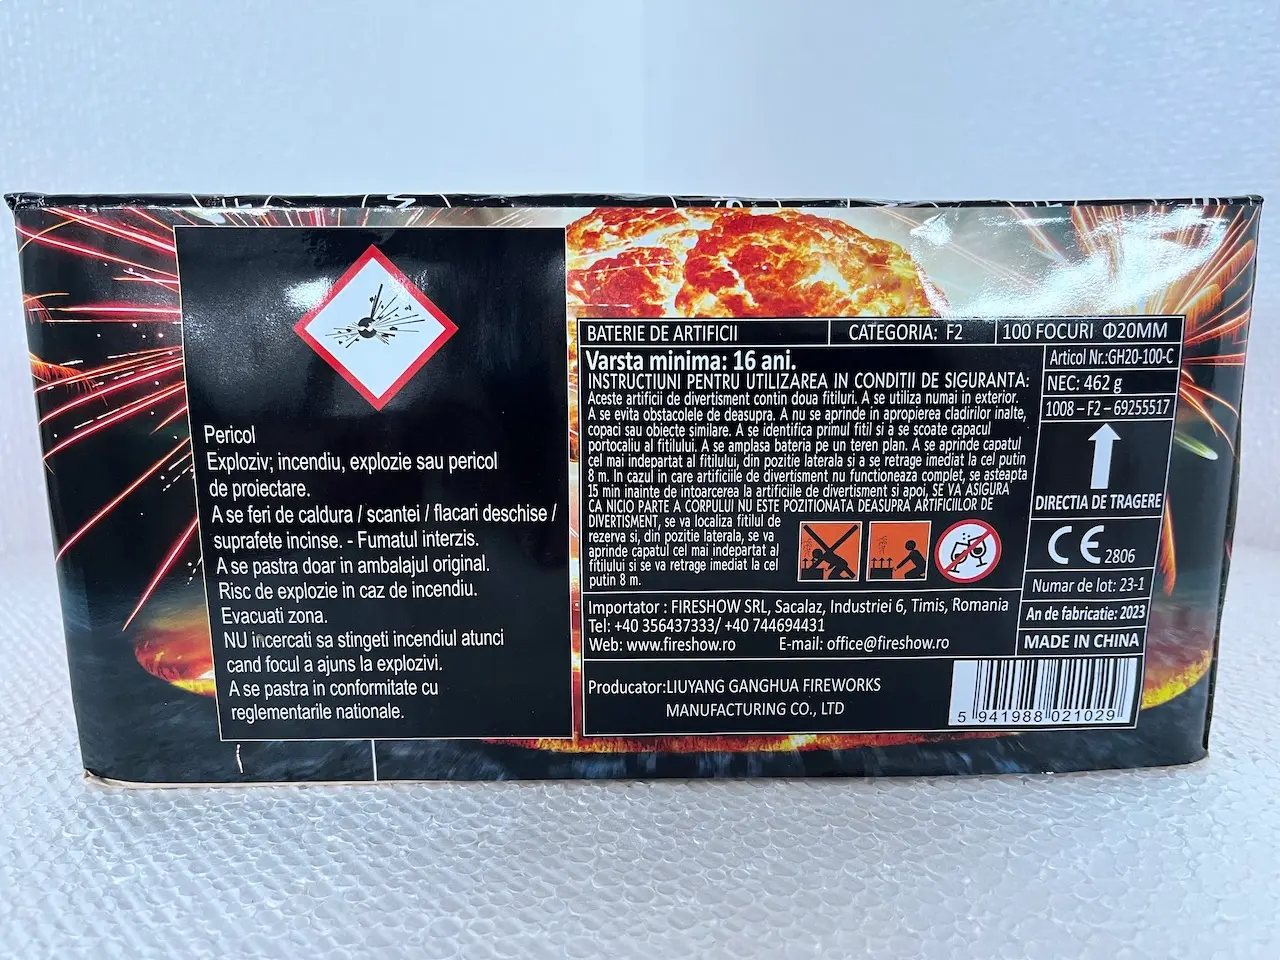 Pericol
Exploziv; incendiu, explozie sau pericol
de proiectare.
A se feri de caldura / scantei / flacari deschise /
suprafete incinse. - Fumatul interzis.
A se pastra doar in ambalajul original.
Risc de explozie in caz de incendiu.
Evacuati zona.
NU incercati sa stingeti incendiul atunci
cand focul a ajuns la explozivi.
A se pastra in conformitate cu
reglementarile nationale.
BATERIE DE ARTIFICII
CATEGORIA: F2
100 FOCURI Φ20MM
Varsta minima: 16 ani.
INSTRUCTIUNI PENTRU UTILIZAREA IN CONDITII DE SIGURANTA:
Aceste artificii de divertisment contin doua fitiluri. A se utiliza numai in exterior.
A se evita obstacolele de deasupra. A nu se aprinde in apropierea cladirilor inalte,
copaci sau obiecte similare. A se identifica primul fitil si a se scoate capacul
portocaliu al fitilului. A se amplasa bateria pe un teren plan. A se aprinde capatul
cel mai indepartat al fitilului, din pozitie laterala si a se retrage imediat la cel putin
8 m. In cazul in care artificiile de divertisment nu functioneaza complet, se asteapta
15 min inainte de intoarcerea la artificiile de divertisment si apoi, SE VA ASIGURA
CA NICIO PARTE A CORPULUI NU ESTE POZITIONATA DEASUPRA ARTIFICIILOR DE
DIVERTISMENT, se va localiza fitilul de
rezerva si, din pozitie laterala, se va
aprinde capatul cel mai indepartat al
fitilului si se va retrage imediat la cel
putin 8 m.
Articol Nr.:GH20-100-C
NEC: 462 g
1008 – F2 – 69255517
DIRECTIA DE TRAGERE
CE 2806
Numar de lot: 23-1
An de fabricatie: 2023
MADE IN CHINA
Importator : FIRESHOW SRL, Sacalaz, Industriei 6, Timis, Romania
Tel: +40 356437333/ +40 744694431
Web: www.fireshow.ro E-mail: office@fireshow.ro
Producator:LIUYANG GANGHUA FIREWORKS
MANUFACTURING CO., LTD
5 941988 021029